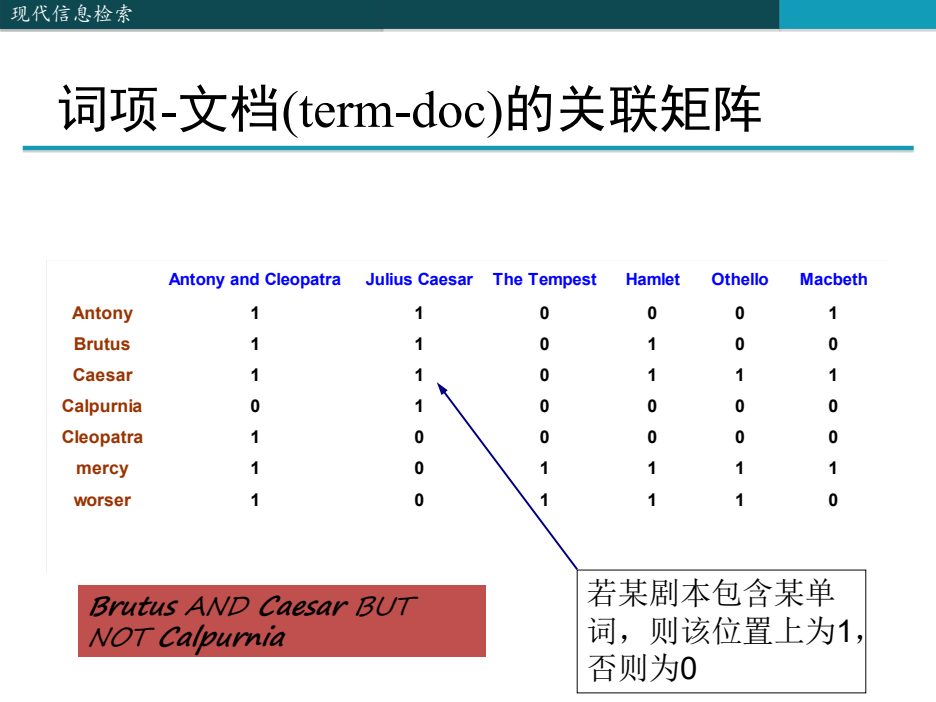 现代信息检索
词项-文档(term-doc)的关联矩阵
Antony and Cleopatra Julius Caesar The Tempest Hamlet Othello Macbeth
Antony 1 1 0 0 0 1
Brutus 1 1 0 1 0 0
Caesar 1 1 0 1 1 1
Calpurnia 0 1 0 0 0 0
Cleopatra 1 0 0 0 0 0
mercy 1 0 1 1 1 1
worser 1 0 1 1 1 0
Brutus AND Caesar BUT
NOT Calpurnia
若某剧本包含某单
词，则该位置上为1，
否则为0